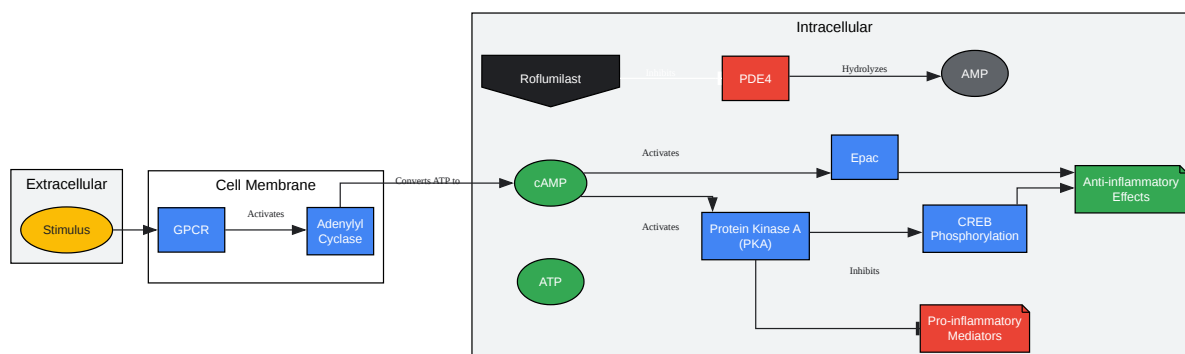 Intracellular
Roflumilast
PDE4
Hydrolyzes
AMP
Activates
Epac
Extracellular
Cell Membrane
Converts ATP to
cAMP
Anti-inflammatory
Effects
Stimulus
GPCR
Activates
Adenylyl
Cyclase
Activates
Protein Kinase A
(PKA)
CREB
Phosphorylation
Inhibits
ATP
Pro-inflammatory
Mediators